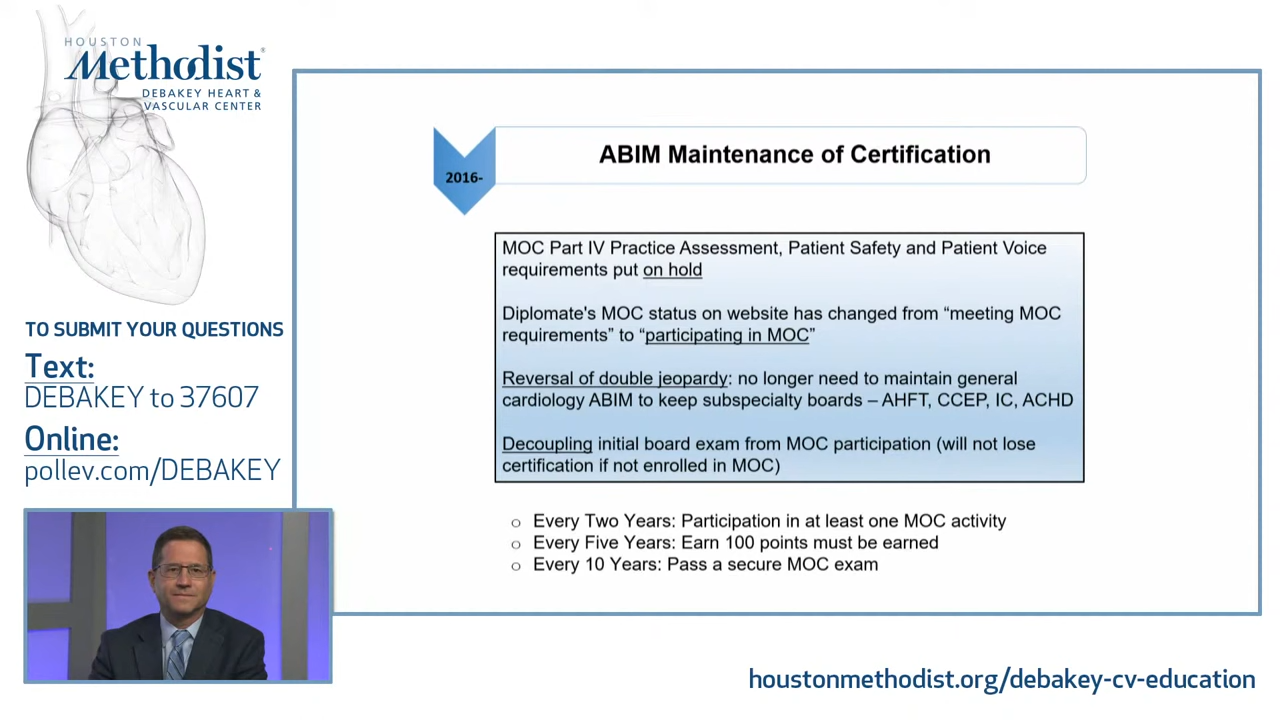 HOUSTON
Methodist®
DEBAKEY HEART &
VASCULAR CENTER
TO SUBMIT YOUR QUESTIONS
Text:
DEBAKEY to 37607
Online:
pollev.com/DEBAKEY
2016-
ABIM Maintenance of Certification
MOC Part IV Practice Assessment, Patient Safety and Patient Voice
requirements put on hold
Diplomate's MOC status on website has changed from “meeting MOC
requirements” to “participating in MOC”
Reversal of double jeopardy: no longer need to maintain general
cardiology ABIM to keep subspecialty boards – AHFT, CCEP, IC, ACHD
Decoupling initial board exam from MOC participation (will not lose
certification if not enrolled in MOC)
o Every Two Years: Participation in at least one MOC activity
o Every Five Years: Earn 100 points must be earned
o Every 10 Years: Pass a secure MOC exam
houstonmethodist.org/debakey-cv-education